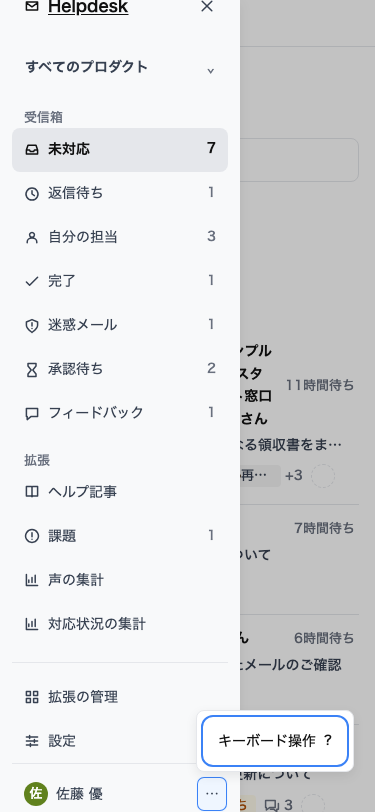 Helpdesk
すべてのプロダクト
受信箱
未対応 7
返信待ち 1
自分の担当 3
完了 1
迷惑メール 1
承認待ち 2
フィードバック 1
拡張
ヘルプ記事
課題 1
声の集計
対応状況の集計
拡張の管理
設定
佐 佐藤 優
キーボード操作 ?
ンプル
スタ
ト窓口
さん
11時間待ち
なる領収書をま…
再… +3
7時間待ち
ついて
ん 6時間待ち
メールのご確認
更新について
ち 3